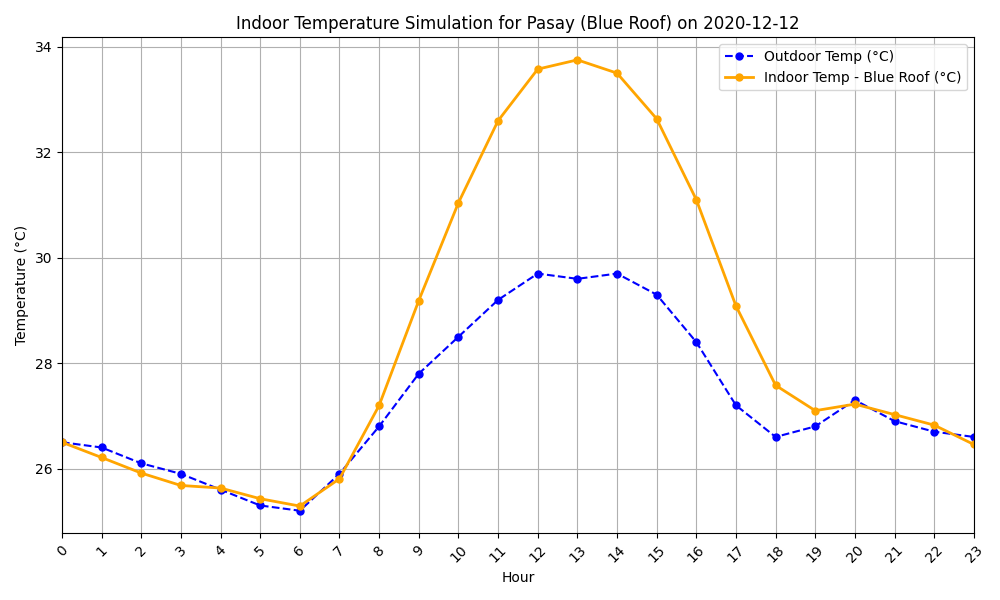 Indoor Temperature Simulation for Pasay (Blue Roof) on 2020-12-12
Outdoor Temp (°C)
Indoor Temp - Blue Roof (°C)
Temperature (°C)
34
32
30
28
26
0 1 2 3 4 5 6 7 8 9 10 11 12 13 14 15 16 17 18 19 20 21 22 23
Hour